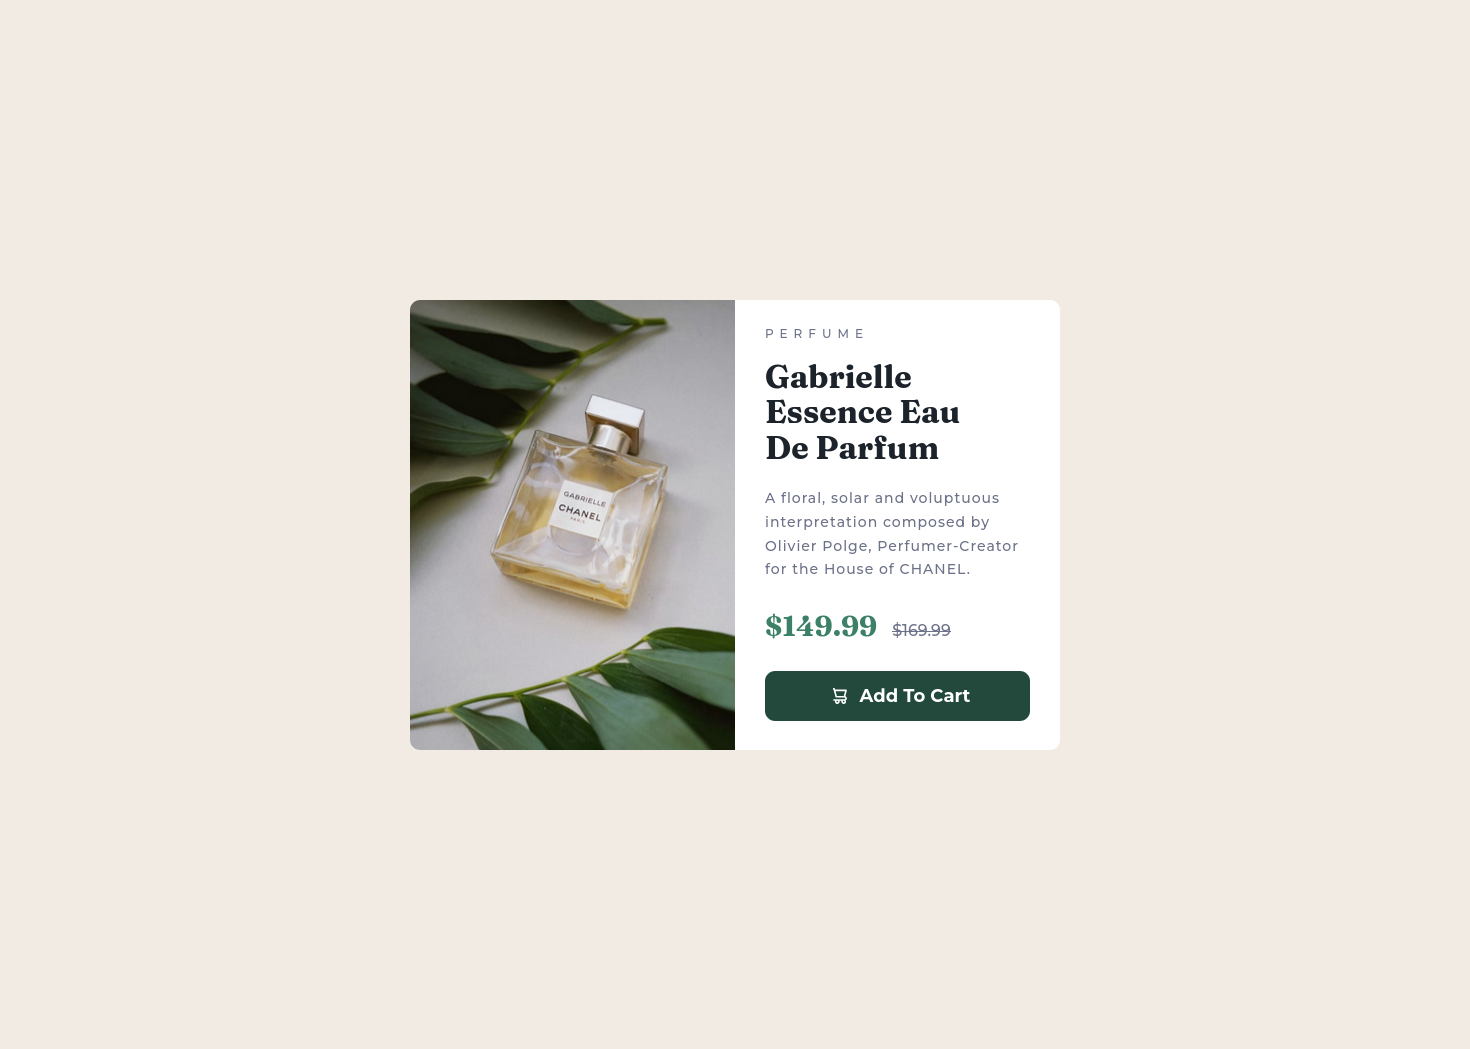 GABRIELLE
CHANEL
PARIS
PERFUME
Gabrielle
Essence Eau
De Parfum
A floral, solar and voluptuous
interpretation composed by
Olivier Polge, Perfumer-Creator
for the House of CHANEL.
$149.99 $169.99
Add To Cart